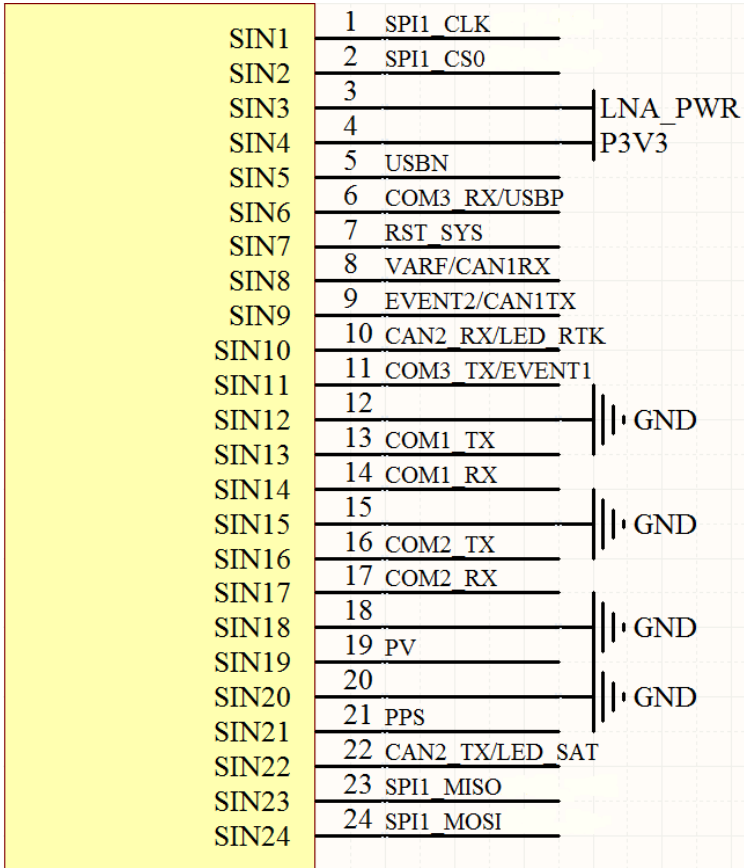 SIN1 1 SPI1_CLK
SIN2 2 SPI1_CS0
SIN3 3 LNA_PWR
SIN4 4 P3V3
SIN5 5 USBN
SIN6 6 COM3_RX/USBP
SIN7 7 RST_SYS
SIN8 8 VARF/CAN1RX
SIN9 9 EVENT2/CAN1TX
SIN10 10 CAN2_RX/LED_RTK
SIN11 11 COM3_TX/EVENT1
SIN12 12 GND
SIN13 13 COM1_TX
SIN14 14 COM1_RX
SIN15 15 GND
SIN16 16 COM2_TX
SIN17 17 COM2_RX
SIN18 18 GND
SIN19 19 PV
SIN20 20 GND
SIN21 21 PPS
SIN22 22 CAN2_TX/LED_SAT
SIN23 23 SPI1_MISO
SIN24 24 SPI1_MOSI